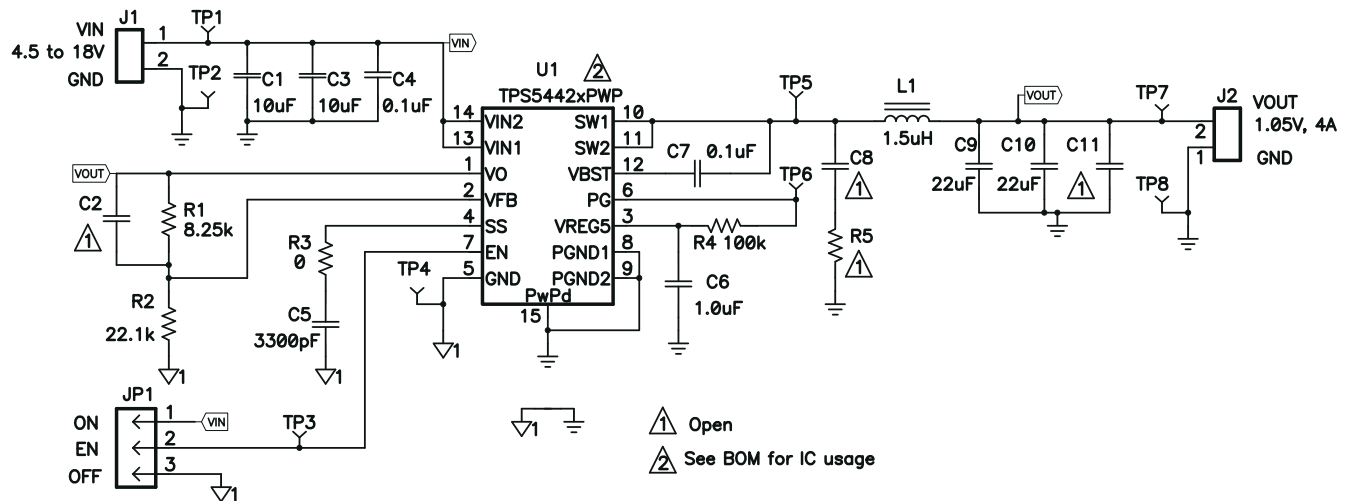 J1
TP1
VIN
4.5 to 18V
GND
1
2
TP2
C1
10uF
C3
10uF
C4
0.1uF
VIN
U1
2
TPS5442xPWP
14 VIN2
13 VIN1
1 VO
2 VFB
4 SS
7 EN
5 GND
SW1 10
SW2 11
VBST 12
PG 6
VREG5 3
PGND1 8
PGND2 9
PwPd
15
VOUT
C2
1
R1
8.25k
R2
22.1k
1
R3
0
C5
3300pF
1
TP4
1
C7
0.1uF
TP5
TP6
R4 100k
C6
1.0uF
C8
1
R5
1
L1
1.5uH
VOUT
C9
22uF
C10
22uF
C11
1
TP7
TP8
J2
2
1
VOUT
1.05V, 4A
GND
JP1
ON
EN
OFF
1
2
3
VIN
TP3
1
1
1 Open
2 See BOM for IC usage